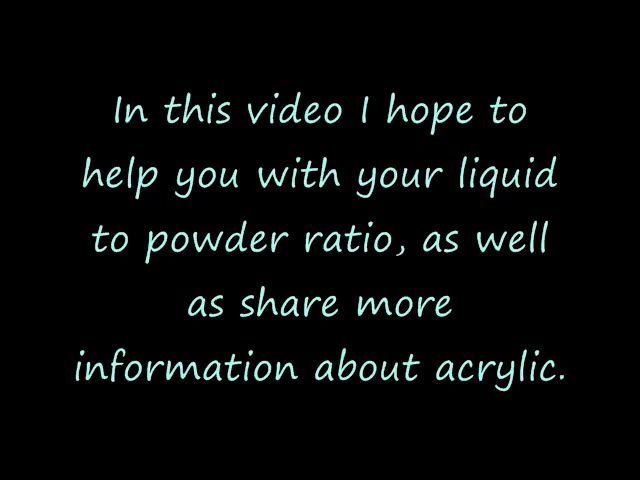 In this video I hope to
help you with your liquid
to powder ratio, as well
as share more
information about acrylic.